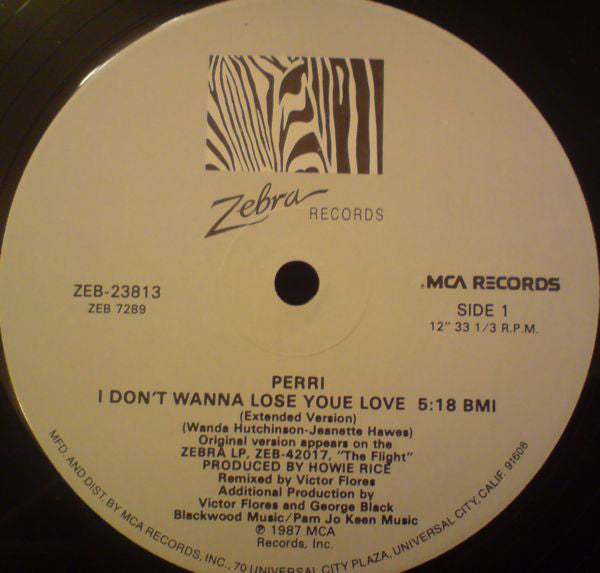 Zebra RECORDS
ZEB-23813
ZEB 7289
MCA RECORDS
SIDE 1
12" 33 1/3 R.P.M.
PERRI
I DON'T WANNA LOSE YOUE LOVE 5:18 BMI
(Extended Version)
(Wanda Hutchinson-Jeanette Hawes)
Original version appears on the
ZEBRA LP, ZEB-42017, "The Flight"
PRODUCED BY HOWIE RICE
Remixed by Victor Flores
Additional Production by
Victor Flores and George Black
Blackwood Music/Pam Jo Keen Music
℗ 1987 MCA
Records, Inc.
MFD. AND DIST. BY MCA RECORDS, INC., 70 UNIVERSAL CITY PLAZA, UNIVERSAL CITY, CALIF. 91608